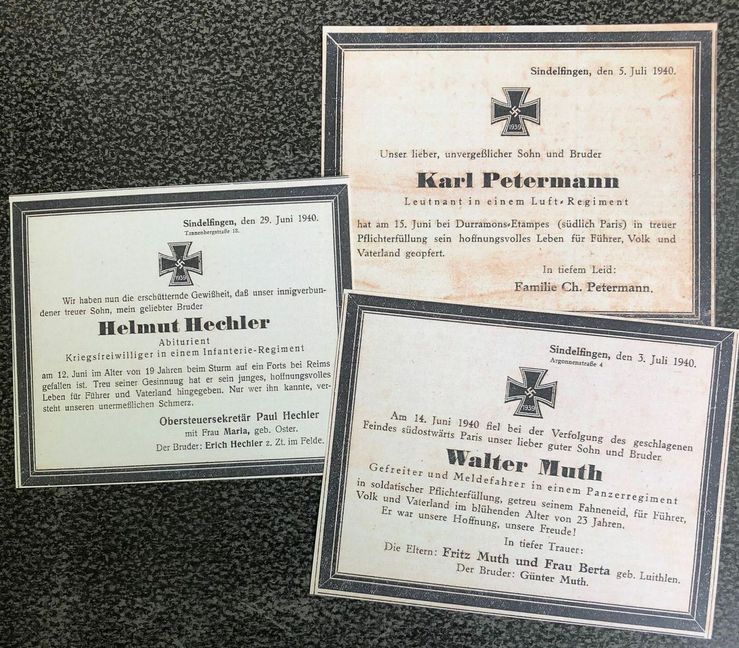 Sindelfingen, den 5. Juli 1940.
1939
Unser lieber, unvergeßlicher Sohn und Bruder
Karl Petermann
Leutnant in einem Luft-Regiment
hat am 15. Juni bei Durramons-Etampes (südlich Paris) in treuer
Pflichterfüllung sein hoffnungsvolles Leben für Führer, Volk und
Vaterland geopfert.
In tiefem Leid:
Familie Ch. Petermann.
Sindelfingen, den 29. Juni 1940.
Tannenbergstraße 18.
1939
Wir haben nun die erschütternde Gewißheit, daß unser innigverbun-
dener treuer Sohn, mein geliebter Bruder
Helmut Hechler
Abiturient
Kriegsfreiwilliger in einem Infanterie-Regiment
am 12. Juni im Alter von 19 Jahren beim Sturm auf ein Forts bei Reims
gefallen ist. Treu seiner Gesinnung hat er sein junges, hoffnungsvolles
Leben für Führer und Vaterland hingegeben. Nur wer ihn kannte, ver-
steht unseren unermeßlichen Schmerz.
Obersteuersekretär Paul Hechler
mit Frau Maria, geb. Oster.
Der Bruder: Erich Hechler z. Zt. im Felde.
Sindelfingen, den 3. Juli 1940.
Argonnenstraße 4
1939
Am 14. Juni 1940 fiel bei der Verfolgung des geschlagenen
Feindes südostwärts Paris unser lieber guter Sohn und Bruder
Walter Muth
Gefreiter und Meldefahrer in einem Panzerregiment
in soldatischer Pflichterfüllung, getreu seinem Fahneneid, für Führer,
Volk und Vaterland im blühenden Alter von 23 Jahren.
Er war unsere Hoffnung, unsere Freude!
In tiefer Trauer:
Die Eltern: Fritz Muth und Frau Berta geb. Luithlen.
Der Bruder: Günter Muth.